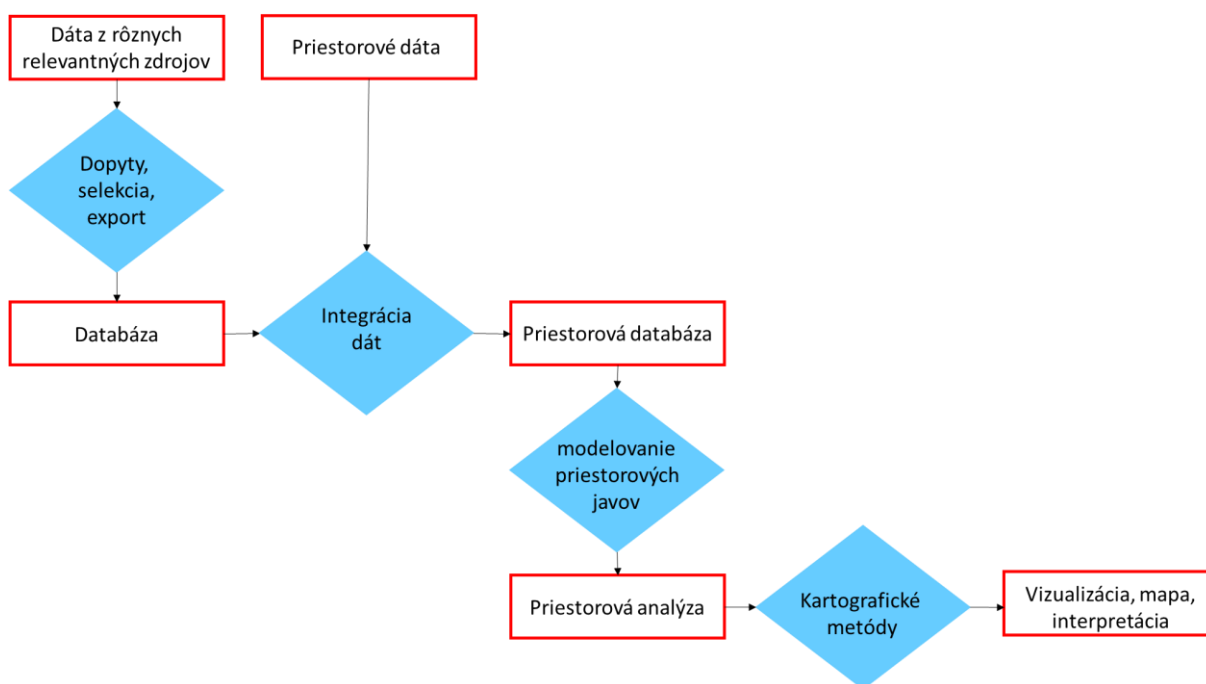 Dáta z rôznych
relevantných zdrojov
Priestorové dáta
Dopyty,
selekcia,
export
Databáza
Integrácia
dát
Priestorová databáza
modelovanie
priestorových
javov
Priestorová analýza
Kartografické
metódy
Vizualizácia, mapa,
interpretácia